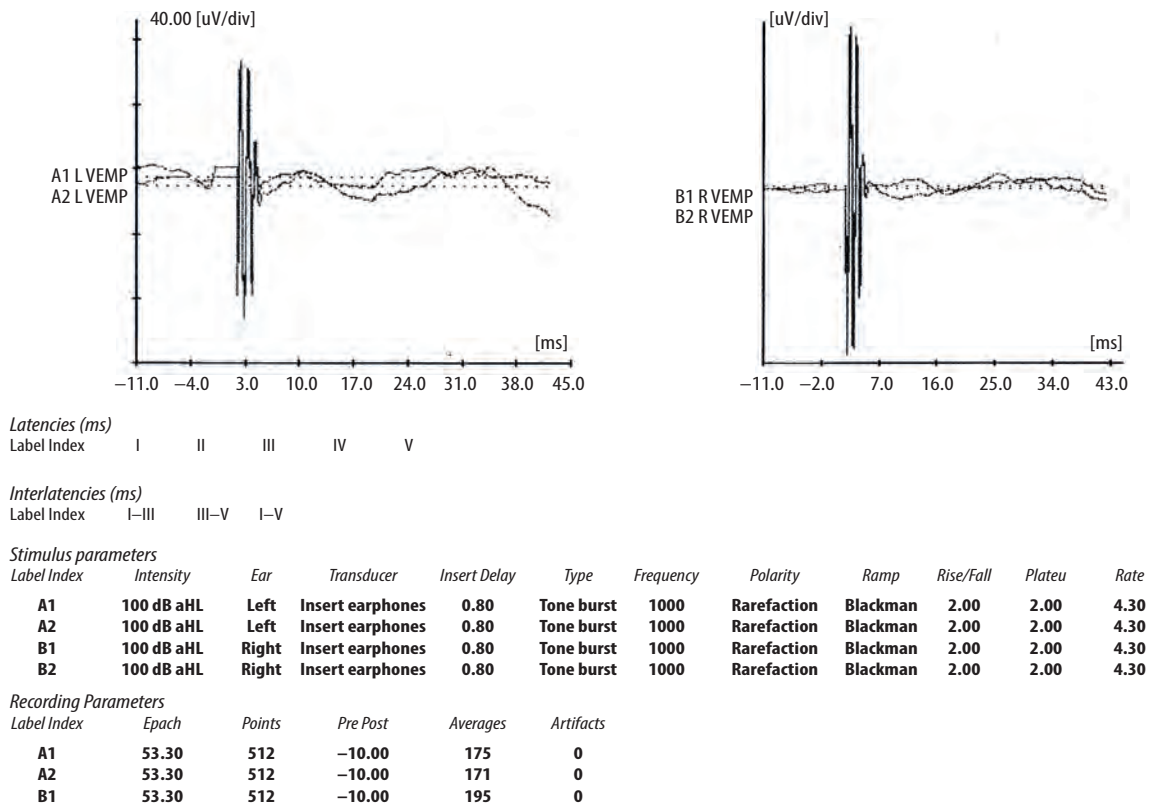 40.00 [uV/div]
A1 L VEMP
A2 L VEMP
[ms]
−11.0 −4.0 3.0 10.0 17.0 24.0 31.0 38.0 45.0
[uV/div]
B1 R VEMP
B2 R VEMP
[ms]
−11.0 −2.0 7.0 16.0 25.0 34.0 43.0
Latencies (ms)
Label Index I II III IV V
Interlatencies (ms)
Label Index I–III III–V I–V
Stimulus parameters
Label Index Intensity Ear Transducer Insert Delay Type Frequency Polarity Ramp Rise/Fall Plateu Rate
A1 100 dB aHL Left Insert earphones 0.80 Tone burst 1000 Rarefaction Blackman 2.00 2.00 4.30
A2 100 dB aHL Left Insert earphones 0.80 Tone burst 1000 Rarefaction Blackman 2.00 2.00 4.30
B1 100 dB aHL Right Insert earphones 0.80 Tone burst 1000 Rarefaction Blackman 2.00 2.00 4.30
B2 100 dB aHL Right Insert earphones 0.80 Tone burst 1000 Rarefaction Blackman 2.00 2.00 4.30
Recording Parameters
Label Index Epach Points Pre Post Averages Artifacts
A1 53.30 512 −10.00 175 0
A2 53.30 512 −10.00 171 0
B1 53.30 512 −10.00 195 0